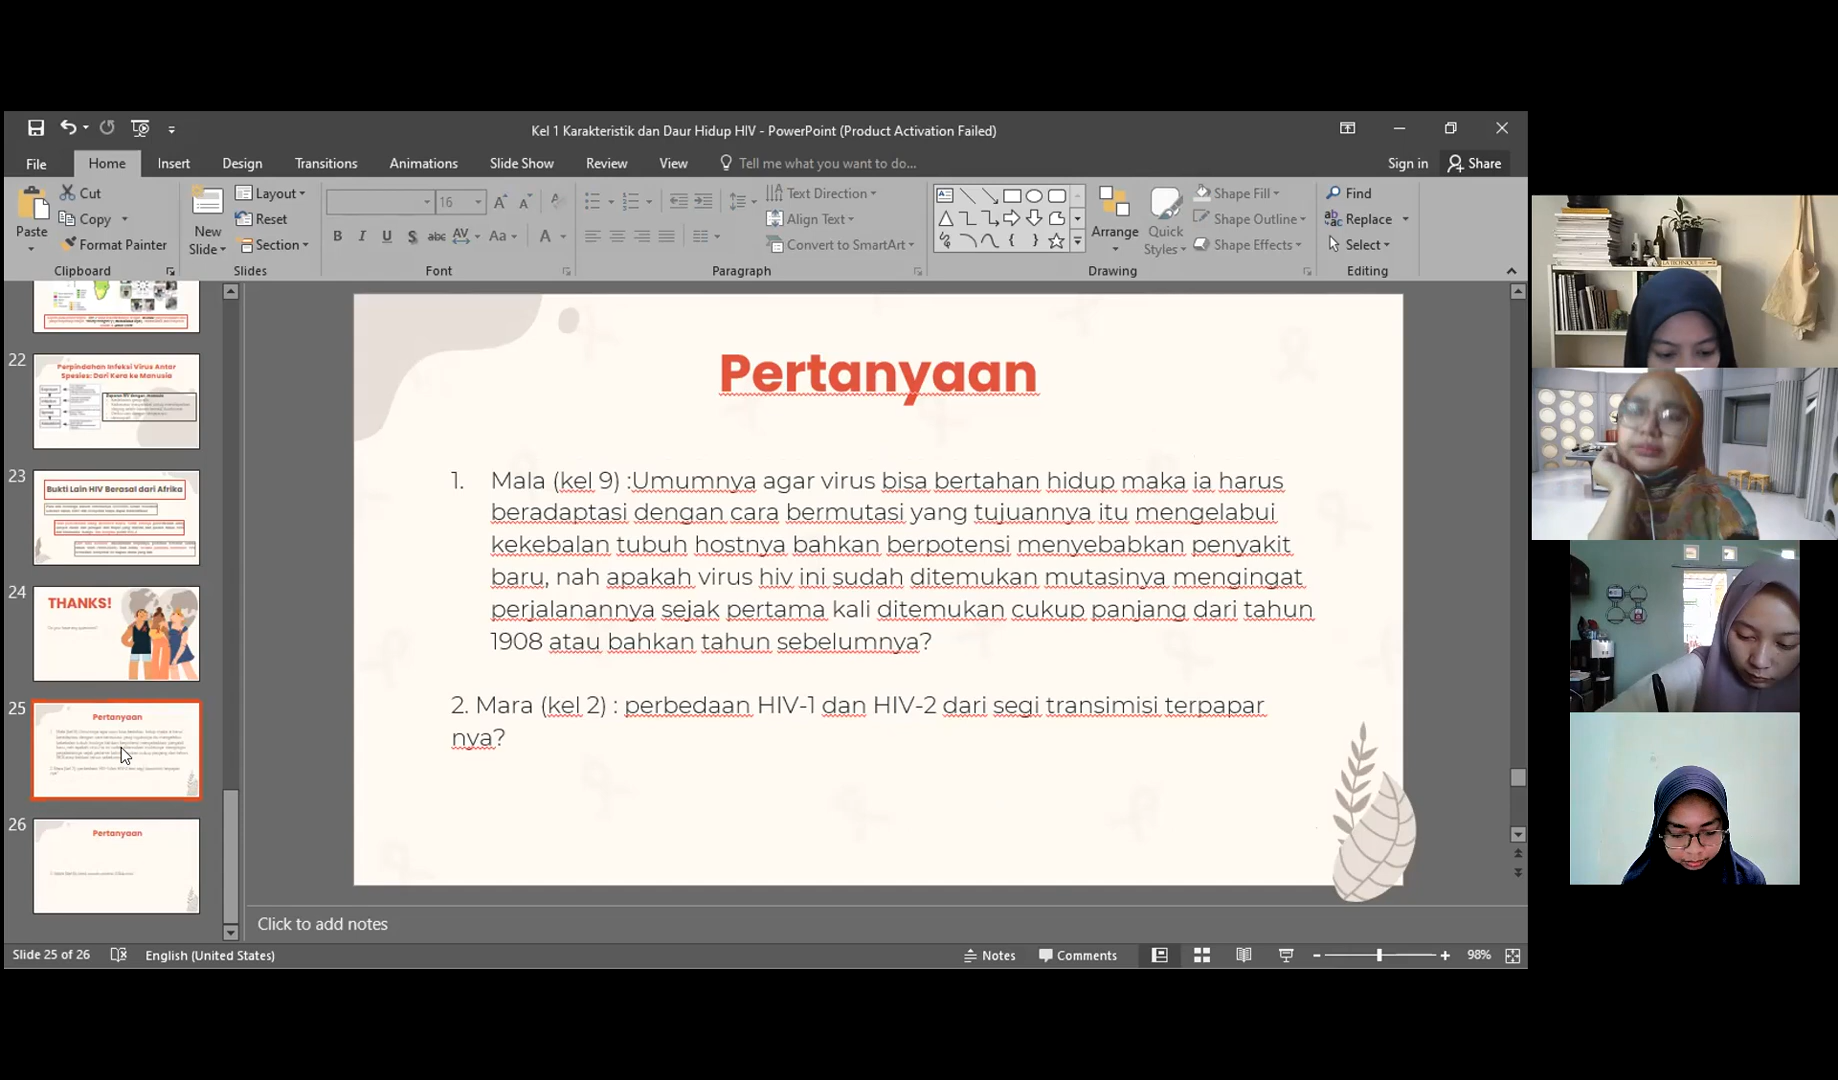 Kel 1 Karakteristik dan Daur Hidup HIV - PowerPoint (Product Activation Failed)
File Home Insert Design Transitions Animations Slide Show Review View Tell me what you want to do... Sign in Share
Paste
Cut
Copy
Format Painter
Clipboard
New Slide
Layout
Reset
Section
Slides
16
B I U S abc AV Aa A
Font
Text Direction
Align Text
Convert to SmartArt
Paragraph
Arrange
Quick Styles
Shape Fill
Shape Outline
Shape Effects
Drawing
Find
Replace
Select
Editing
22
Perpindahan Infeksi Virus Antar
Spesies: Dari Kera ke Manusia
23
Bukti Lain HIV Berasal dari Afrika
24
THANKS!
25
Pertanyaan
26
Pertanyaan
Pertanyaan
1. Mala (kel 9) :Umumnya agar virus bisa bertahan hidup maka ia harus
beradaptasi dengan cara bermutasi yang tujuannya itu mengelabui
kekebalan tubuh hostnya bahkan berpotensi menyebabkan penyakit
baru, nah apakah virus hiv ini sudah ditemukan mutasinya mengingat
perjalanannya sejak pertama kali ditemukan cukup panjang dari tahun
1908 atau bahkan tahun sebelumnya?
2. Mara (kel 2) : perbedaan HIV-1 dan HIV-2 dari segi transimisi terpapar
nya?
Click to add notes
Slide 25 of 26 English (United States) Notes Comments 98%